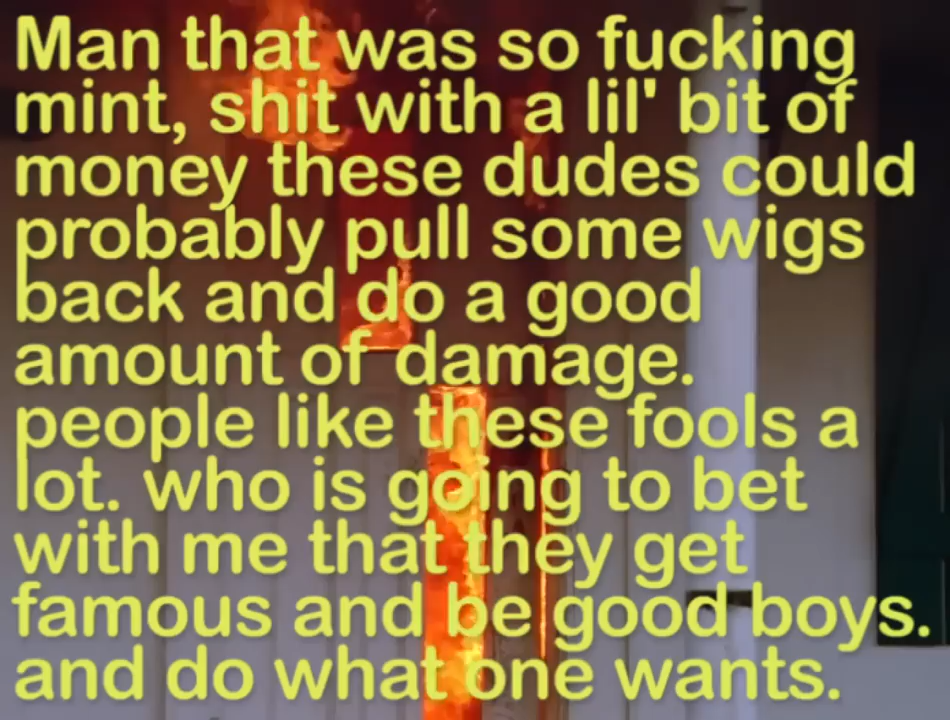 Man that was so fucking
mint, shit with a lil' bit of
money these dudes could
probably pull some wigs
back and do a good
amount of damage.
people like these fools a
lot. who is going to bet
with me that they get
famous and be good boys.
and do what one wants.